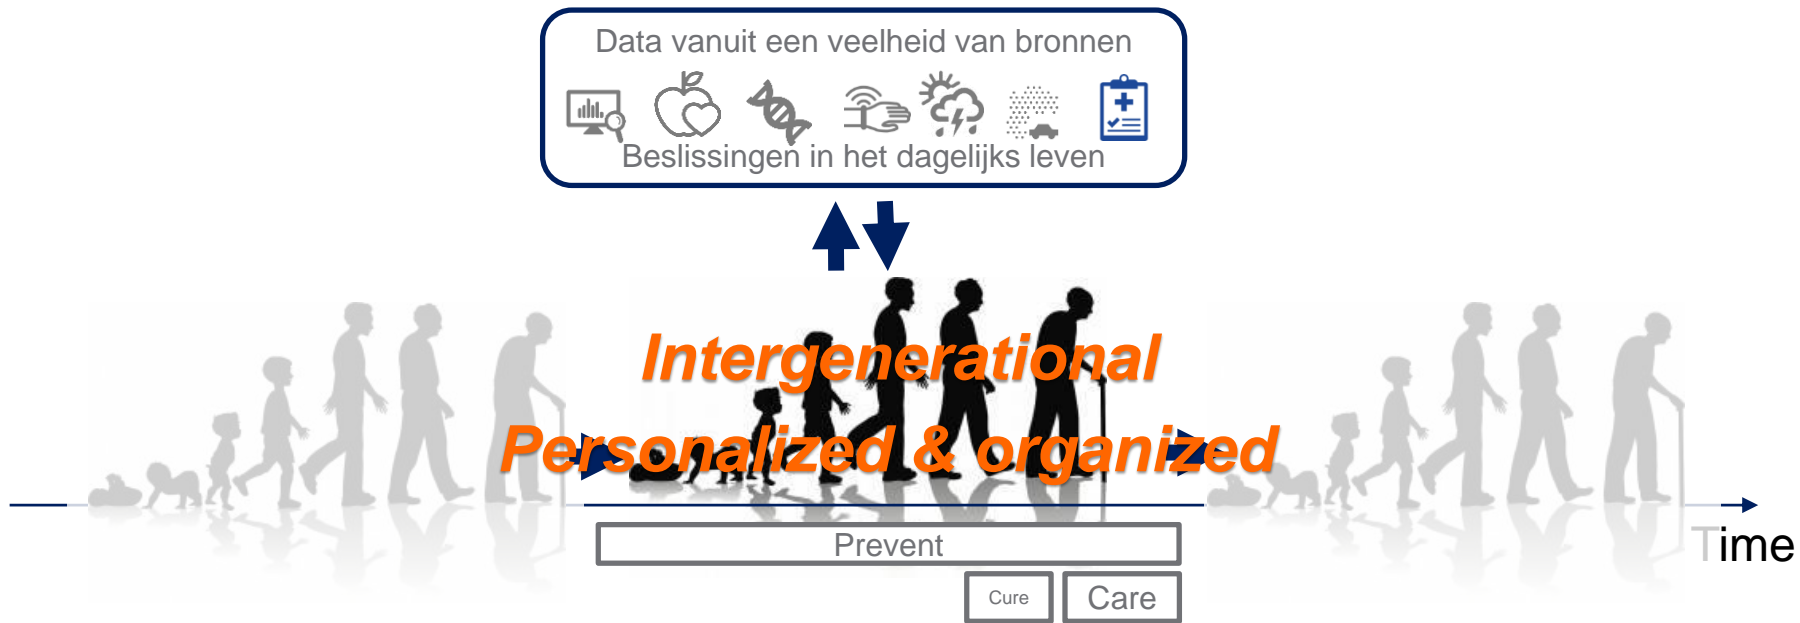 Data vanuit een veelheid van bronnen
Beslissingen in het dagelijks leven
Intergenerational
Personalized & organized
Time
Prevent
Cure
Care